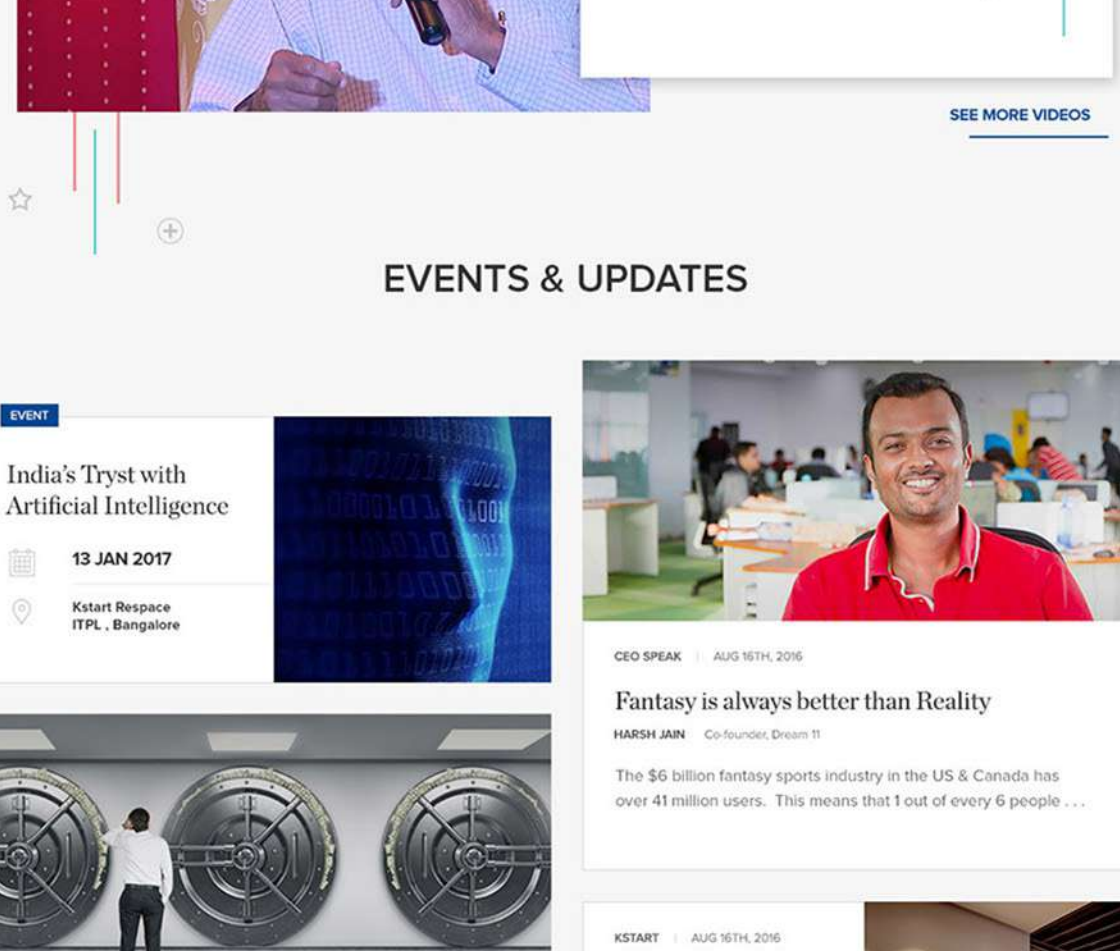 SEE MORE VIDEOS
EVENTS & UPDATES
EVENT
India’s Tryst with
Artificial Intelligence
13 JAN 2017
Kstart Respace
ITPL , Bangalore
CEO SPEAK | AUG 16TH, 2016
Fantasy is always better than Reality
HARSH JAIN Co-founder, Dream 11
The $6 billion fantasy sports industry in the US & Canada has
over 41 million users. This means that 1 out of every 6 people . . .
KSTART | AUG 16TH, 2016